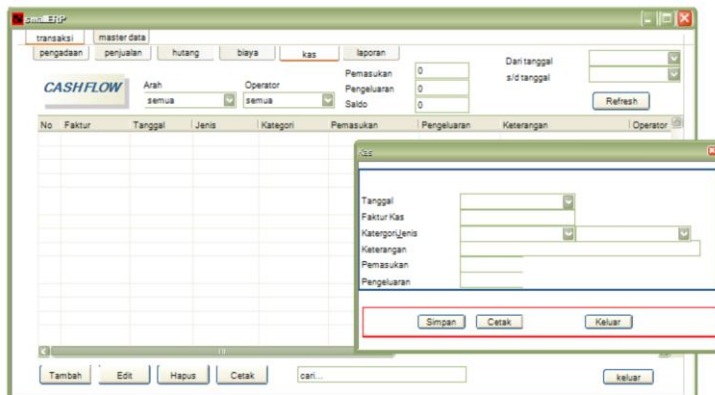 smallERP
transaksi master data
pengadaan penjualan hutang biaya kas laporan
CASHFLOW
Arah
semua
Operator
semua
Pemasukan 0
Pengeluaran 0
Saldo 0
Dari tanggal
s/d tanggal
Refresh
No Faktur Tanggal Jenis Kategori Pemasukan Pengeluaran Keterangan Operator
Kas
Tanggal
Faktur Kas
Katergori/Jenis
Keterangan
Pemasukan
Pengeluaran
Simpan Cetak Keluar
Tambah Edit Hapus Cetak cari... keluar